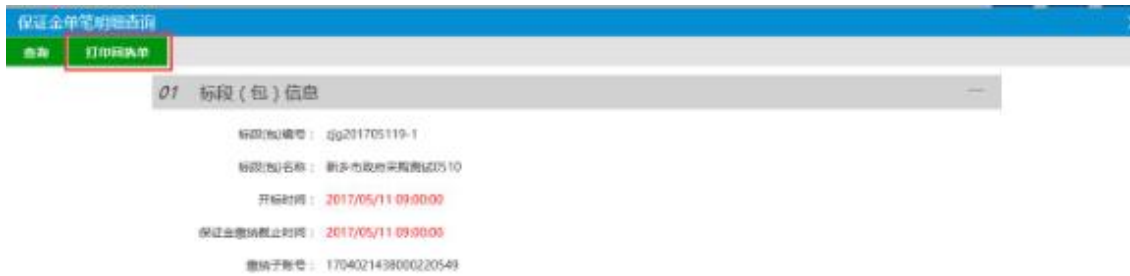 保证金单笔明细查询
查询 打印回执单
01 标段（包）信息
标段(包)编号： zjg201705119-1
标段(包)名称： 新乡市政府采购测试0510
开标时间： 2017/05/11 09:00:00
保证金缴纳截止时间： 2017/05/11 09:00:00
缴纳子账号： 1704021438000220549